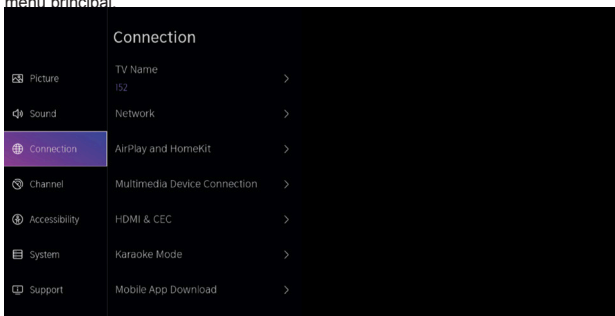 menu principal.
Connection
Picture
Sound
Connection
Channel
Accessibility
System
Support
TV Name
152
Network
AirPlay and HomeKit
Multimedia Device Connection
HDMI & CEC
Karaoke Mode
Mobile App Download